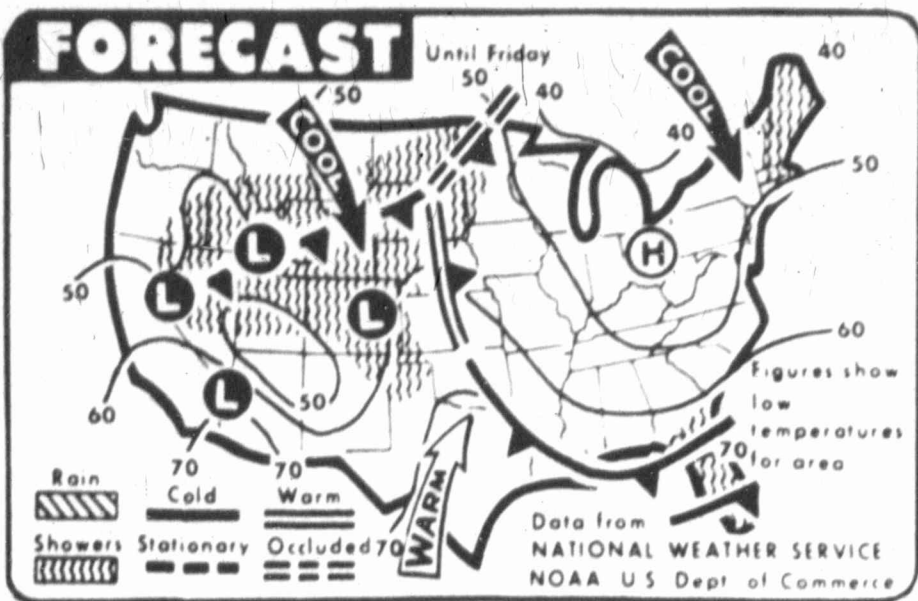 FORECAST
Until Friday
50
50
40
40
COOL
COOL
40
50
L
H
50
L
L
60
60
L
50
Figures show
low
temperatures
for area
70
70
70
WARM
70
Rain
Cold
Warm
Showers
Stationary
Occluded
Data from
NATIONAL WEATHER SERVICE
NOAA U S Dept of Commerce